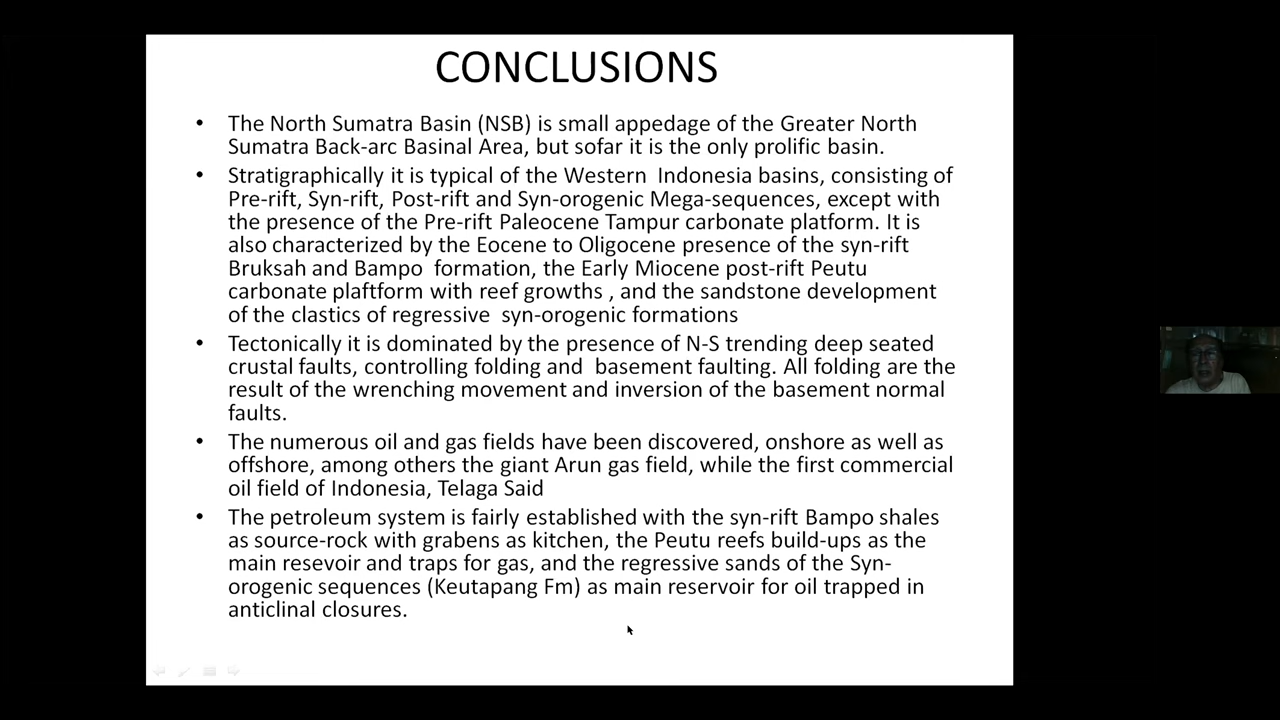 CONCLUSIONS
• The North Sumatra Basin (NSB) is small appedage of the Greater North
Sumatra Back-arc Basinal Area, but sofar it is the only prolific basin.
• Stratigraphically it is typical of the Western  Indonesia basins, consisting of
Pre-rift, Syn-rift, Post-rift and Syn-orogenic Mega-sequences, except with
the presence of the Pre-rift Paleocene Tampur carbonate platform. It is
also characterized by the Eocene to Oligocene presence of the syn-rift
Bruksah and Bampo  formation, the Early Miocene post-rift Peutu
carbonate plaftform with reef growths , and the sandstone development
of the clastics of regressive  syn-orogenic formations
• Tectonically it is dominated by the presence of N-S trending deep seated
crustal faults, controlling folding and  basement faulting. All folding are the
result of the wrenching movement and inversion of the basement normal
faults.
• The numerous oil and gas fields have been discovered, onshore as well as
offshore, among others the giant Arun gas field, while the first commercial
oil field of Indonesia, Telaga Said
• The petroleum system is fairly established with the syn-rift Bampo shales
as source-rock with grabens as kitchen, the Peutu reefs build-ups as the
main resevoir and traps for gas, and the regressive sands of the Syn-
orogenic sequences (Keutapang Fm) as main reservoir for oil trapped in
anticlinal closures.